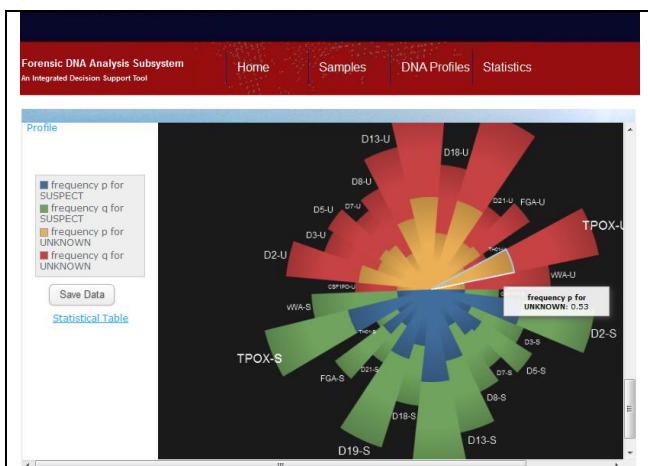 Forensic DNA Analysis Subsystem
An Integrated Decision Support Tool
Home
Samples
DNA Profiles
Statistics
Profile
frequency p for
SUSPECT
frequency q for
SUSPECT
frequency p for
UNKNOWN
frequency q for
UNKNOWN
Save Data
Statistical Table
D13-U
D18-U
D8-U
D21-U
FGA-U
D7-U
D5-U
TPOX-U
D3-U
TH01-U
D2-U
vWA-U
CSF1PO-U
frequency p for
UNKNOWN: 0.53
vWA-S
D2-S
TH01-S
D3-S
TPOX-S
D21-S
D7-S
D5-S
FGA-S
D8-S
D18-S
D13-S
D19-S